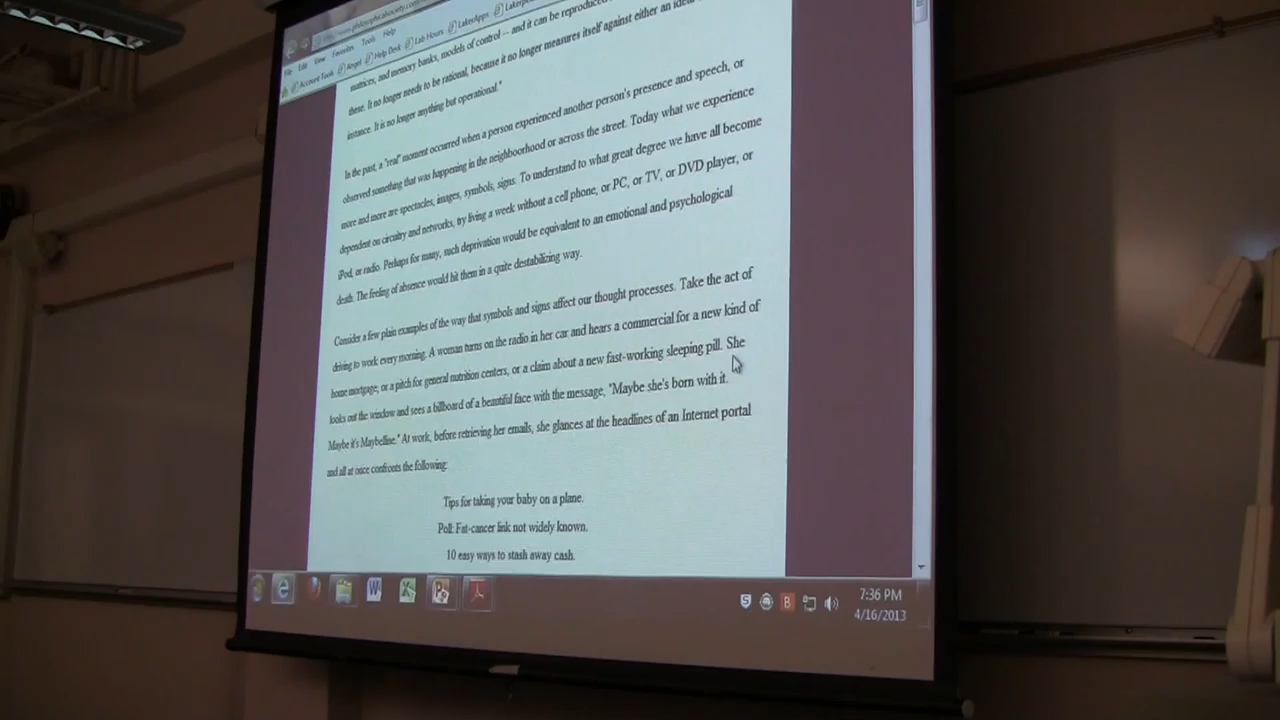 www.philosophicalsociety.com
File Edit View Favorites Tools Help
Account Tools Angel Help Desk Lab Hours LakesApps
matrices, and memory banks, models of control -- and it can be reproduced
these. It no longer needs to be rational, because it no longer measures itself against either an ideal
instance. It is no longer anything but operational."
In the past, a "real" moment occurred when a person experienced another person's presence and speech, or
observed something that was happening in the neighboorhood or across the street. Today what we experience
more and more are spectacles, images, symbols, signs. To understand to what great degree we have all become
dependent on circuitry and networks, try living a week without a cell phone, or PC, or TV, or DVD player, or
iPod, or radio. Perhaps for many, such deprivation would be equivalent to an emotional and psychological
death. The feeling of absence would hit them in a quite destabilizing way.
Consider a few plain examples of the way that symbols and signs affect our thought processes. Take the act of
driving to work every morning. A woman turns on the radio in her car and hears a commercial for a new kind of
home mortgage, or a pitch for general nutrition centers, or a claim about a new fast-working sleeping pill. She
looks out the window and sees a billboard of a beautiful face with the message, "Maybe she's born with it.
Maybe it's Maybelline." At work, before retrieving her emails, she glances at the headlines of an Internet portal
and all at once confronts the following:
Tips for taking your baby on a plane.
Poll: Fat-cancer link not widely known.
10 easy ways to stash away cash.
7:36 PM
4/16/2013